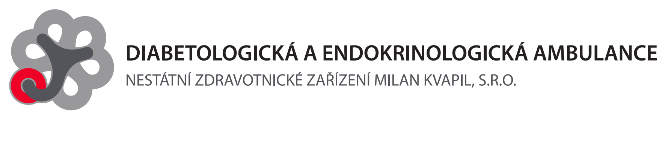 DIABETOLOGICKÁ A ENDOKRINOLOGICKÁ AMBULANCE
NESTÁTNÍ ZDRAVOTNICKÉ ZAŘÍZENÍ MILAN KVAPIL, S.R.O.